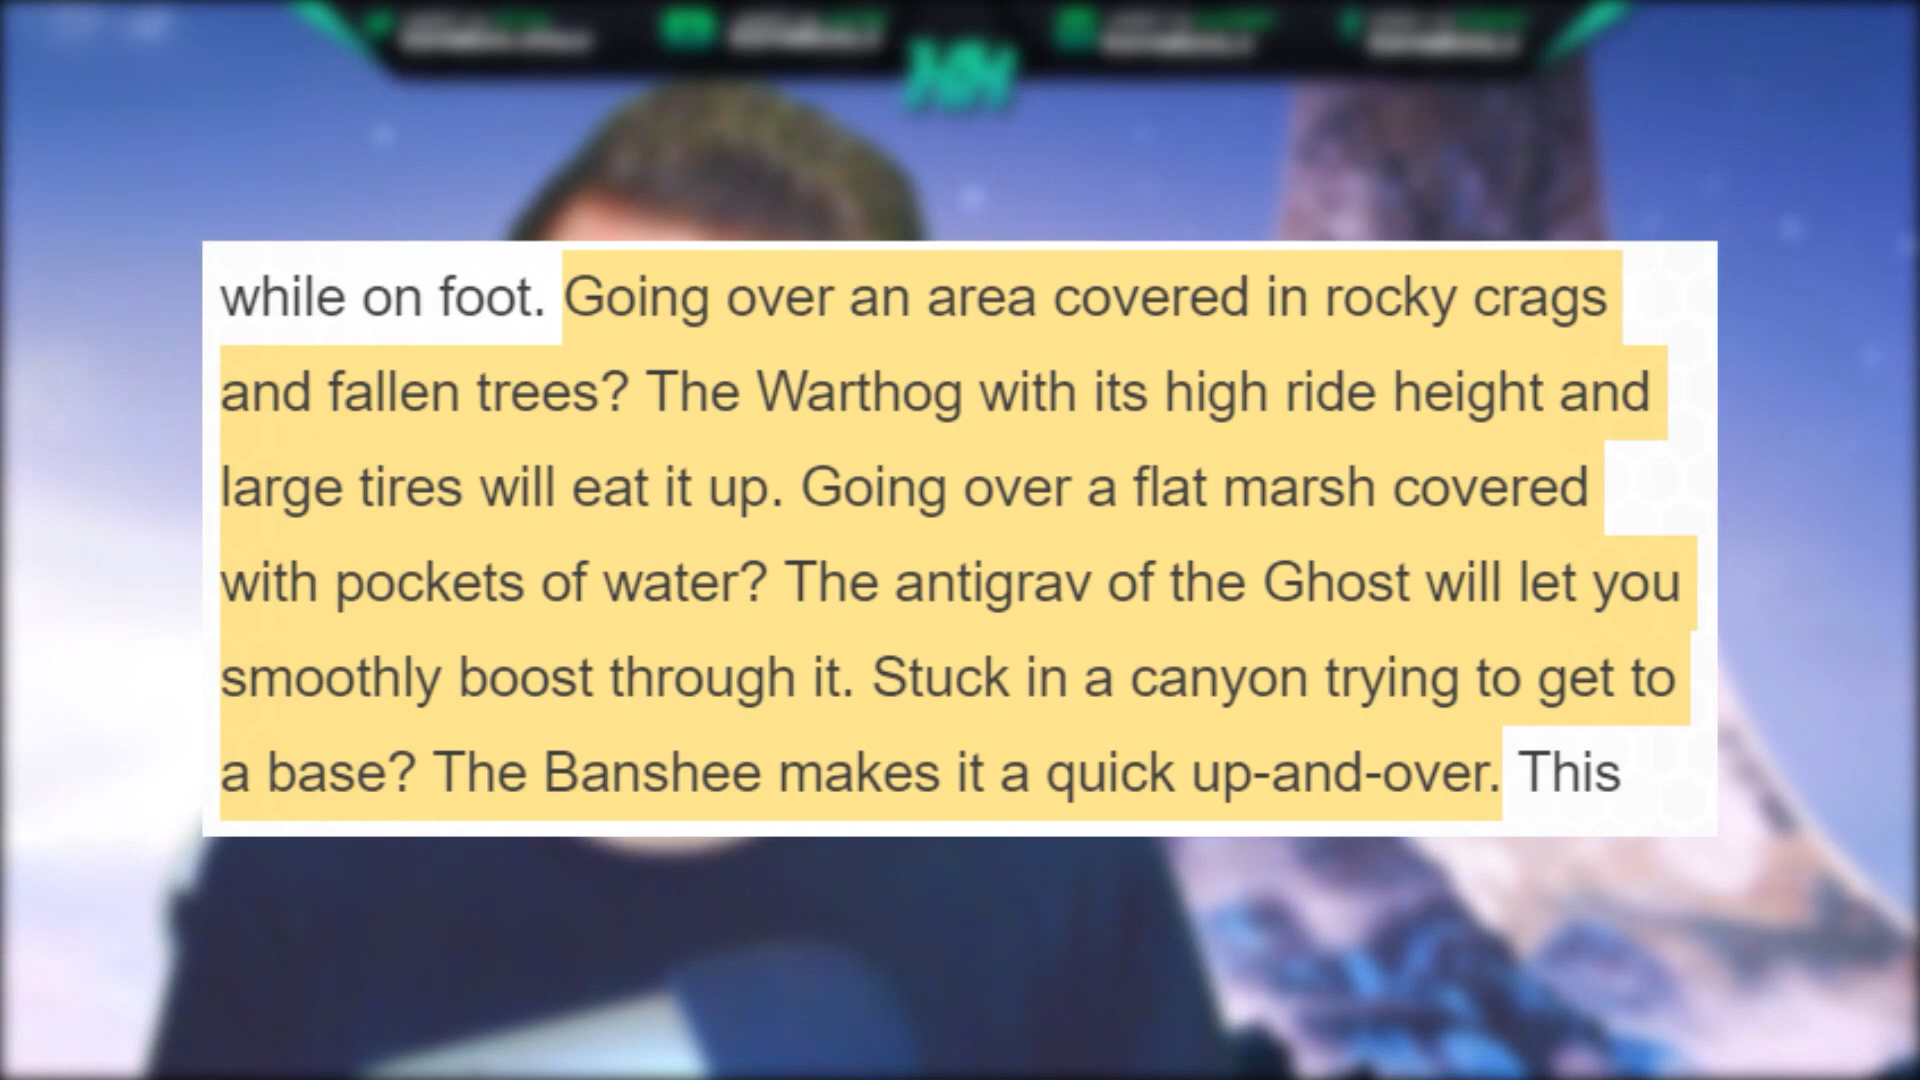 while on foot. Going over an area covered in rocky crags
and fallen trees? The Warthog with its high ride height and
large tires will eat it up. Going over a flat marsh covered
with pockets of water? The antigrav of the Ghost will let you
smoothly boost through it. Stuck in a canyon trying to get to
a base? The Banshee makes it a quick up-and-over. This